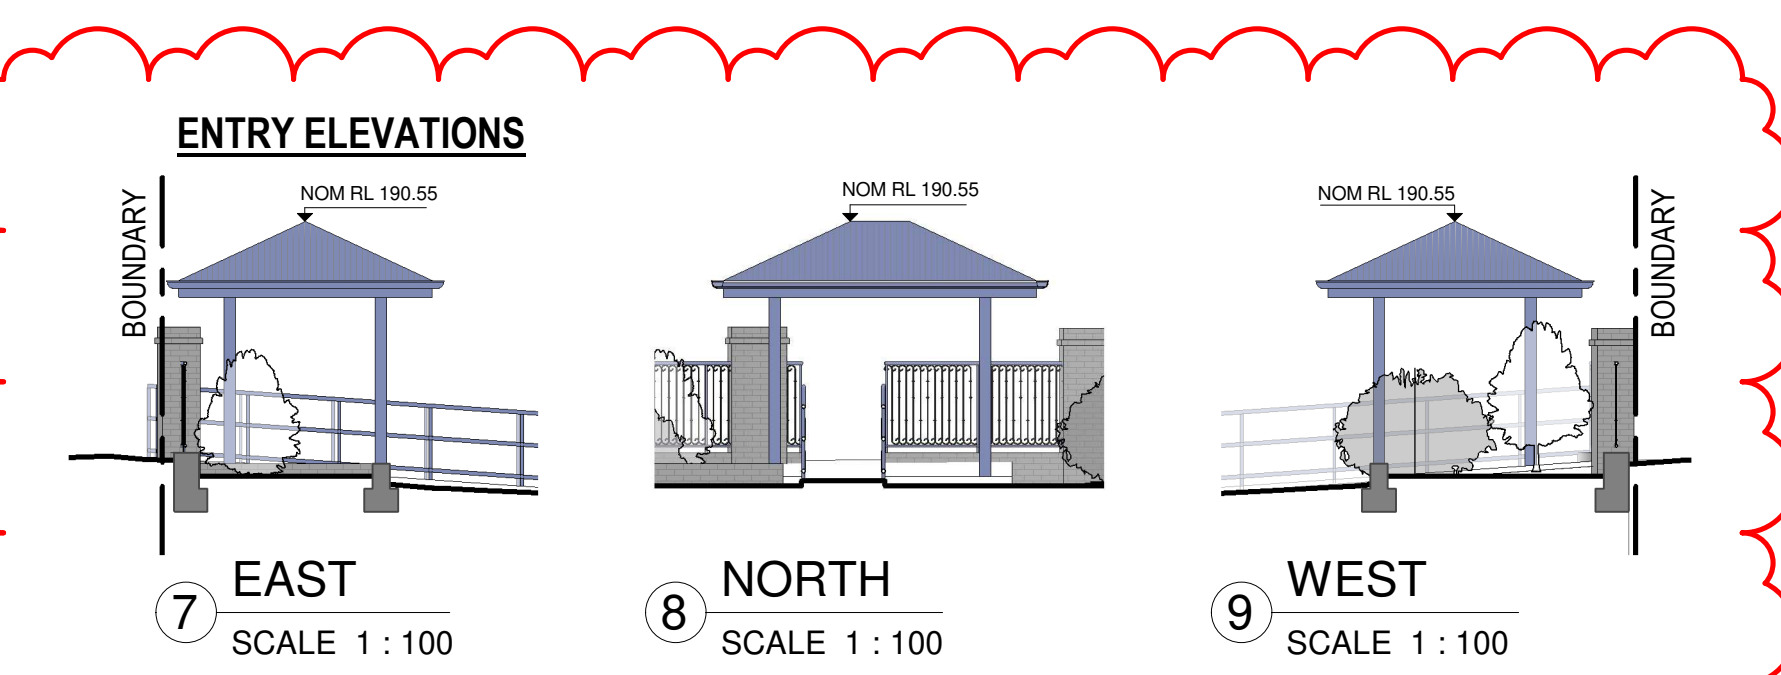 ENTRY ELEVATIONS
BOUNDARY
NOM RL 190.55
NOM RL 190.55
NOM RL 190.55
BOUNDARY
7
EAST
SCALE 1 : 100
8
NORTH
SCALE 1 : 100
9
WEST
SCALE 1 : 100